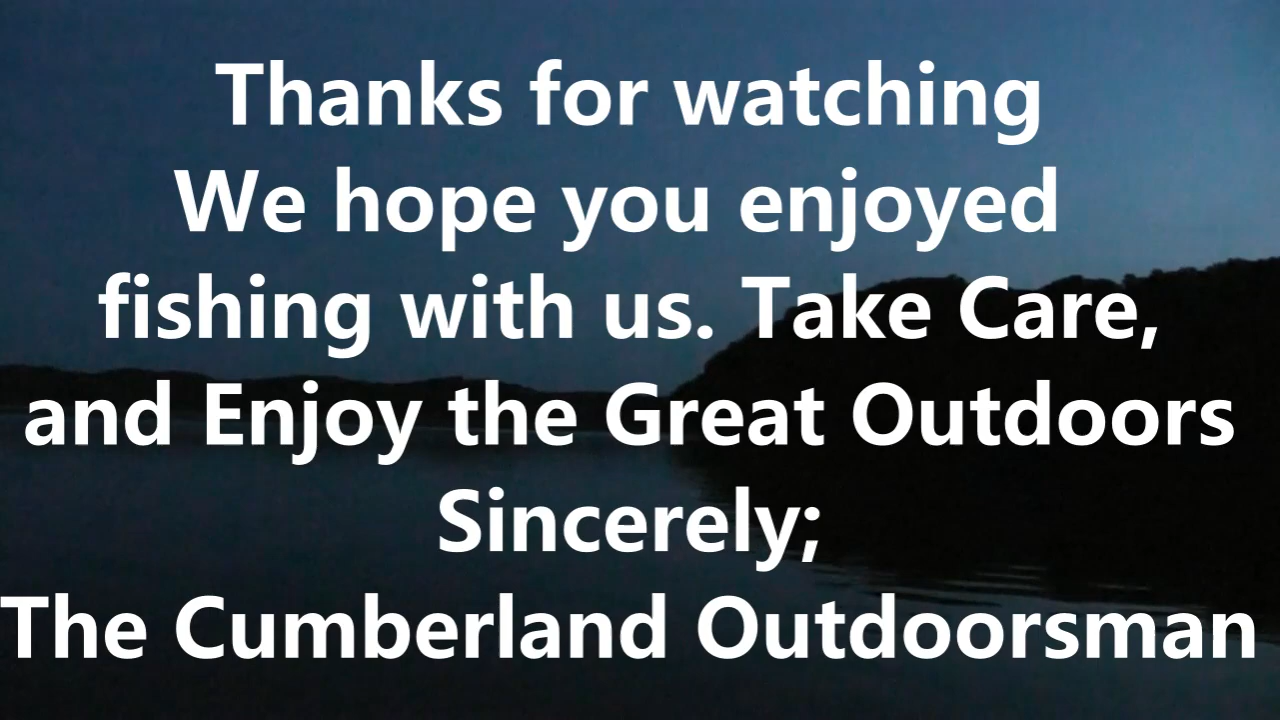 Thanks for watching
We hope you enjoyed
fishing with us. Take Care,
and Enjoy the Great Outdoors
Sincerely;
The Cumberland Outdoorsman